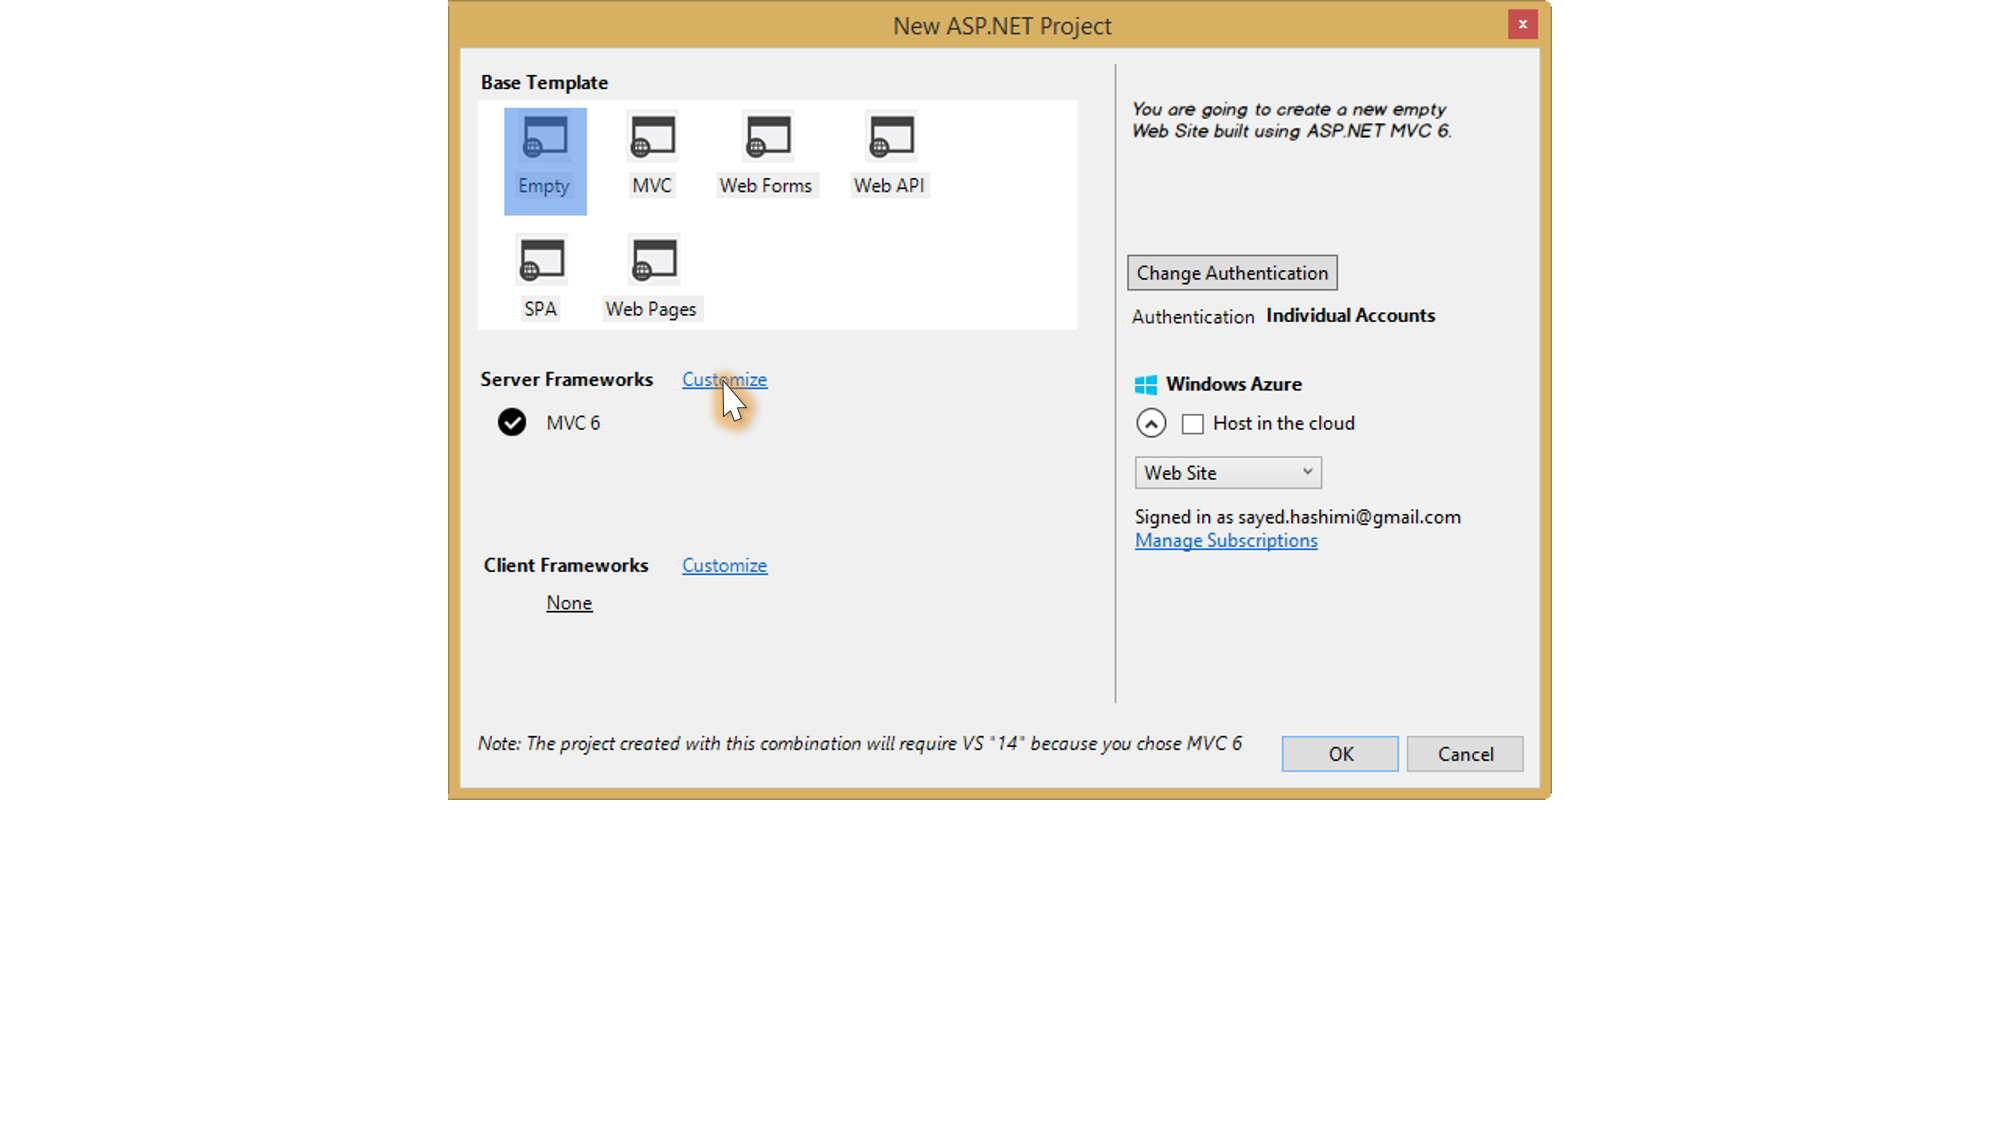 New ASP.NET Project
x
Base Template
Empty
MVC
Web Forms
Web API
SPA
Web Pages
Server Frameworks Customize
MVC 6
Client Frameworks Customize
None
You are going to create a new empty
Web Site built using ASP.NET MVC 6.
Change Authentication
Authentication Individual Accounts
Windows Azure
Host in the cloud
Web Site
Signed in as sayed.hashimi@gmail.com
Manage Subscriptions
Note: The project created with this combination will require VS "14" because you chose MVC 6
OK
Cancel